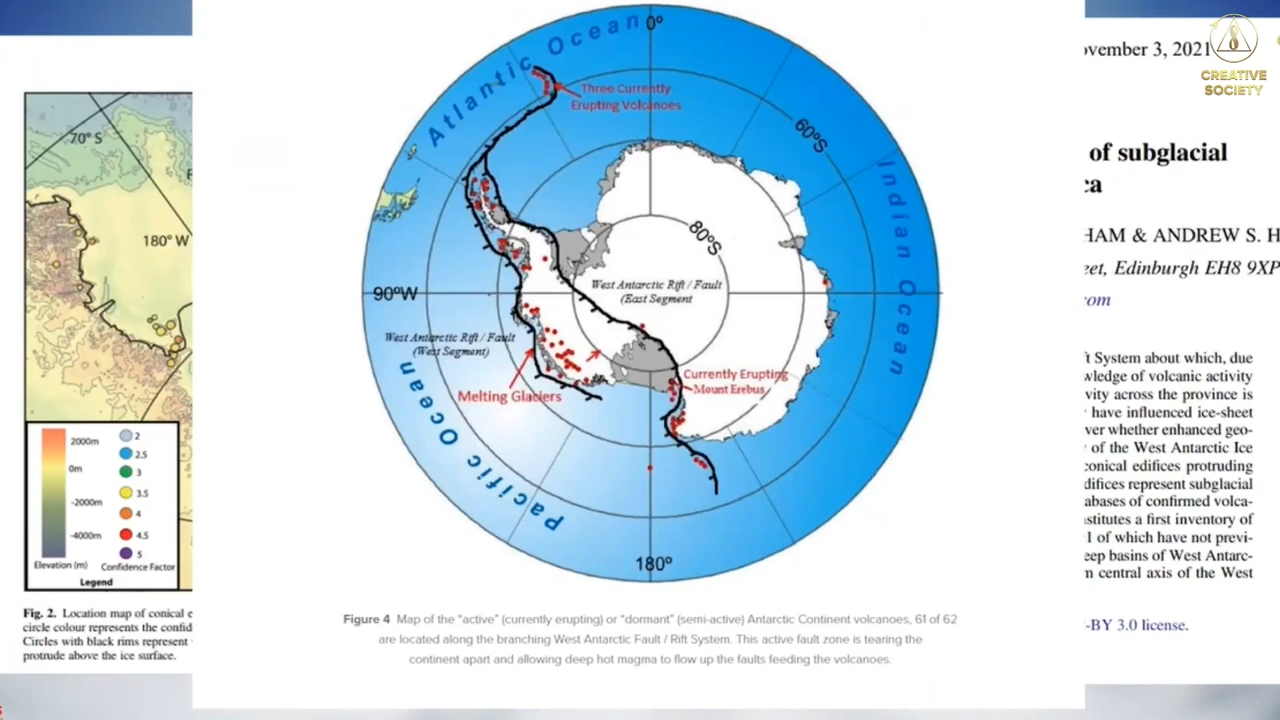 70° S
180° W
2000m
0m
-2000m
-4000m
Elevation (m)
2
2.5
3
3.5
4
4.5
5
Confidence Factor
Legend
Fig. 2. Location map of conical
circle colour represents the
Circles with black rims represent
protrude above the ice surface.
Atlantic Ocean
0°
Three Currently
Erupting Volcanoes
60°S
Indian Ocean
80°S
90°W
West Antarctic Rift / Fault
(East Segment
West Antarctic Rift / Fault
(West Segment)
Melting Glaciers
Currently Erupting
Mount Erebus
Pacific Ocean
180°
Figure 4 Map of the "active" (currently erupting) or "dormant" (semi-active) Antarctic Continent volcanoes, 61 of 62
are located along the branching West Antarctic Fault / Rift System. This active fault zone is tearing the
continent apart and allowing deep hot magma to flow up the faults feeding the volcanoes.
ovember 3, 2021
CREATIVE
SOCIETY
of subglacial
ca
HAM & ANDREW S. H
eet, Edinburgh EH8 9XP
com
ft System about which, due
wledge of volcanic activity
vity across the province is
have influenced ice-sheet
ver whether enhanced geo-
of the West Antarctic Ice
conical edifices protruding
difices represent subglacial
abases of confirmed volca-
nstitutes a first inventory of
1 of which have not previ-
eep basins of West Antarc-
n central axis of the West
-BY 3.0 license.